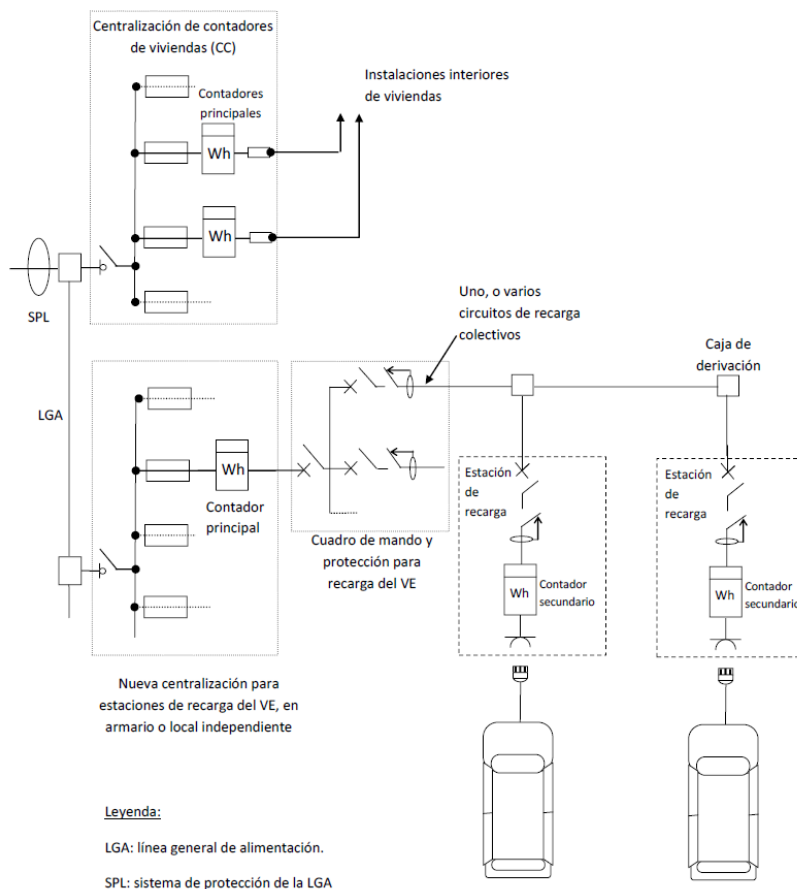 Centralización de contadores
de viviendas (CC)
Contadores
principales
Wh
Wh
Instalaciones interiores
de viviendas
SPL
LGA
Uno, o varios
circuitos de recarga
colectivos
Caja de
derivación
Wh
Contador
principal
Cuadro de mando y
protección para
recarga del VE
Estación
de
recarga
Wh
Contador
secundario
Estación
de
recarga
Wh
Contador
secundario
Nueva centralización para
estaciones de recarga del VE, en
armario o local independiente
Leyenda:
LGA: línea general de alimentación.
SPL: sistema de protección de la LGA